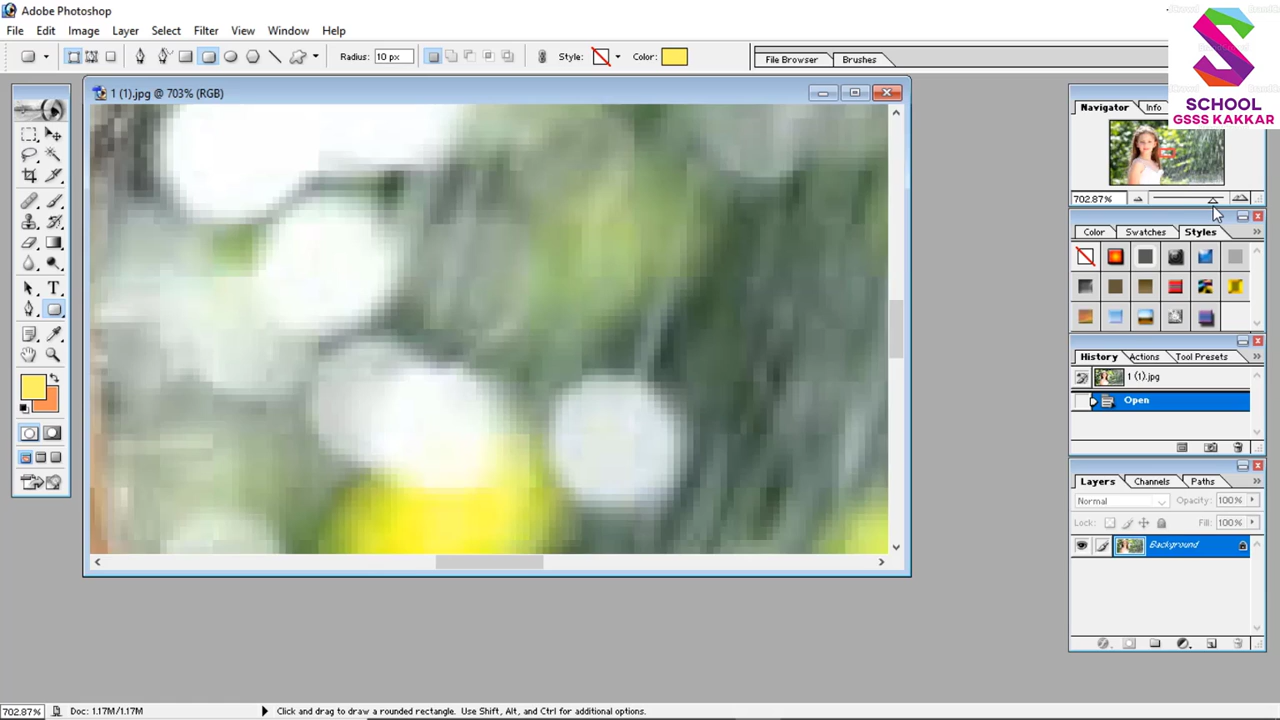 Adobe Photoshop
File Edit Image Layer Select Filter View Window Help
Radius: 10 px Style: Color: File Browser Brushes
SCHOOL
GSSS KAKKAR
1 (1).jpg @ 703% (RGB)
Navigator Info
702.87%
Color Swatches Styles
History Actions Tool Presets
1 (1).jpg
Open
Layers Channels Paths
Normal Opacity: 100%
Lock: Fill: 100%
Background
702.87% Doc: 1.17M/1.17M Click and drag to draw a rounded rectangle. Use Shift, Alt, and Ctrl for additional options.